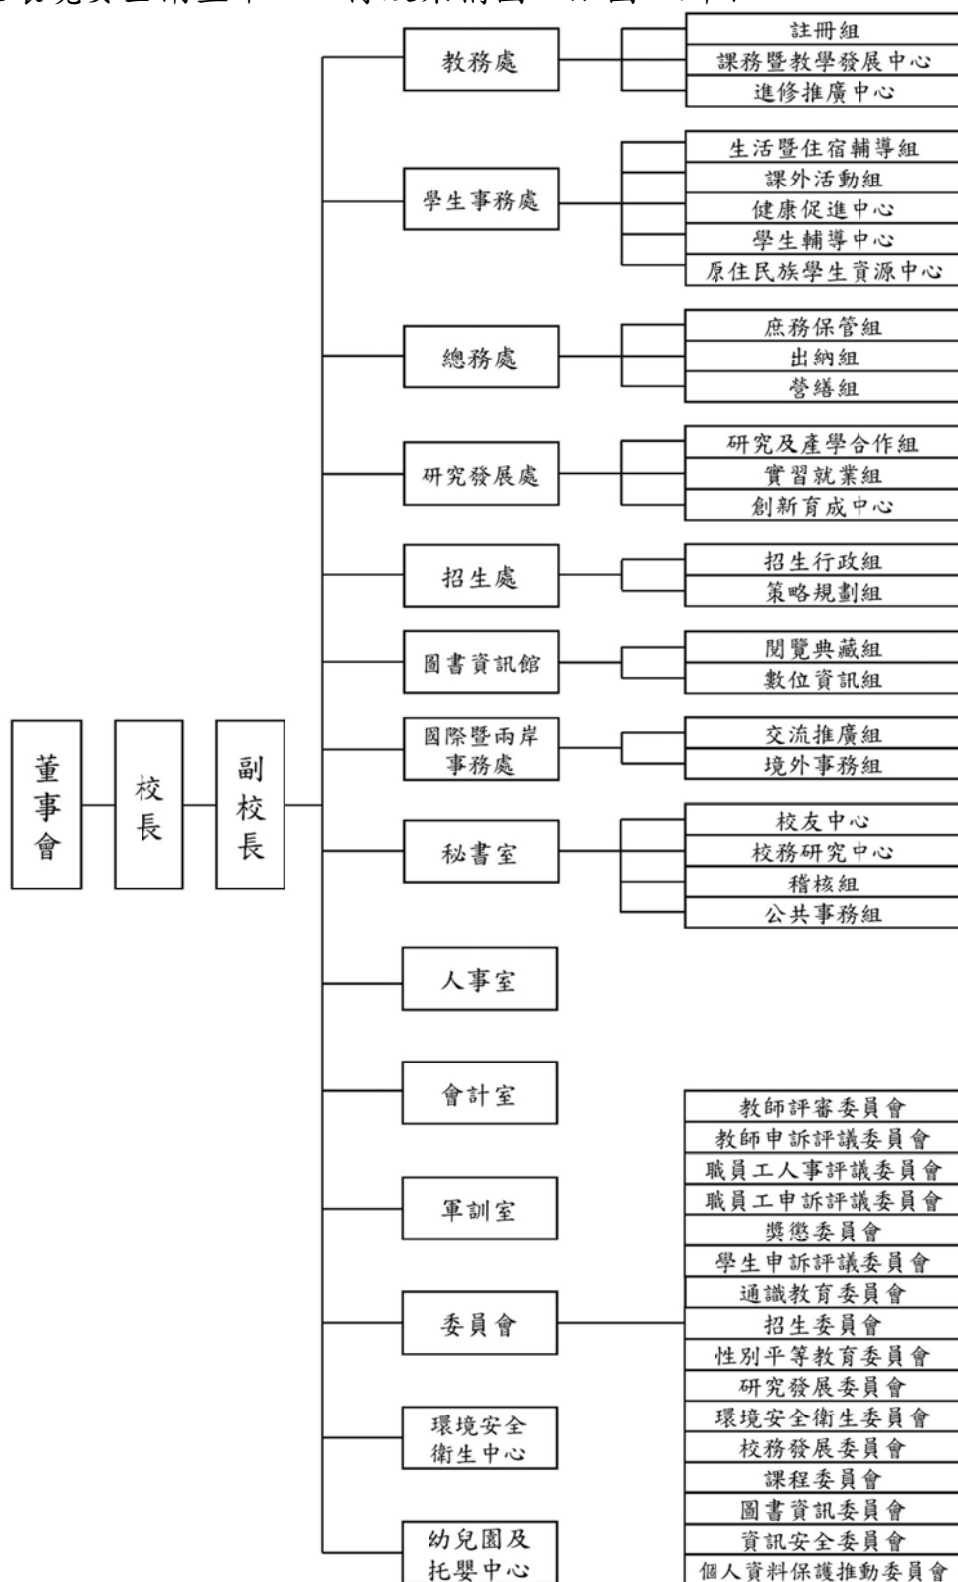 董事會
校長
副校長
教務處
註冊組
課務暨教學發展中心
進修推廣中心
學生事務處
生活暨住宿輔導組
課外活動組
健康促進中心
學生輔導中心
原住民族學生資源中心
總務處
庶務保管組
出納組
營繕組
研究發展處
研究及產學合作組
實習就業組
創新育成中心
招生處
招生行政組
策略規劃組
圖書資訊館
閱覽典藏組
數位資訊組
國際暨兩岸
事務處
交流推廣組
境外事務組
秘書室
校友中心
校務研究中心
稽核組
公共事務組
人事室
會計室
軍訓室
委員會
教師評審委員會
教師申訴評議委員會
職員工人事評議委員會
職員工申訴評議委員會
獎懲委員會
學生申訴評議委員會
通識教育委員會
招生委員會
性別平等教育委員會
研究發展委員會
環境安全衛生委員會
校務發展委員會
課程委員會
圖書資訊委員會
資訊安全委員會
個人資料保護推動委員會
環境安全
衛生中心
幼兒園及
托嬰中心